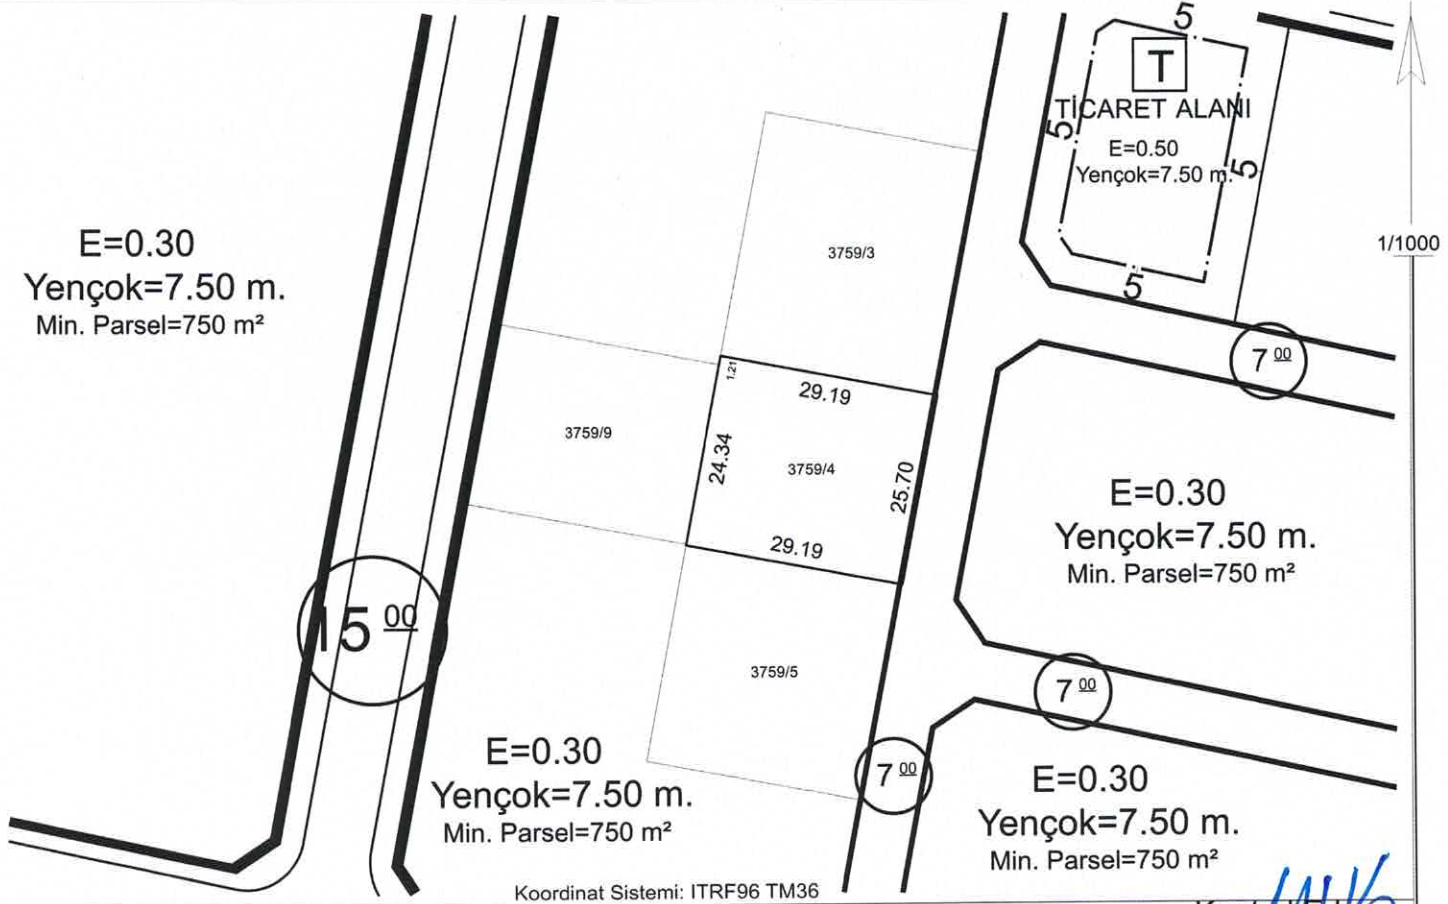 5
T
TİCARET ALANI
5
E=0.50
Yençok=7.50 m.
5
5
1/1000
E=0.30
Yençok=7.50 m.
Min. Parsel=750 m²
3759/3
7 00
1.21
29.19
3759/9
24.34
3759/4
25.70
29.19
E=0.30
Yençok=7.50 m.
Min. Parsel=750 m²
15 00
3759/5
7 00
E=0.30
Yençok=7.50 m.
Min. Parsel=750 m²
7 00
E=0.30
Yençok=7.50 m.
Min. Parsel=750 m²
Koordinat Sistemi: ITRF96 TM36